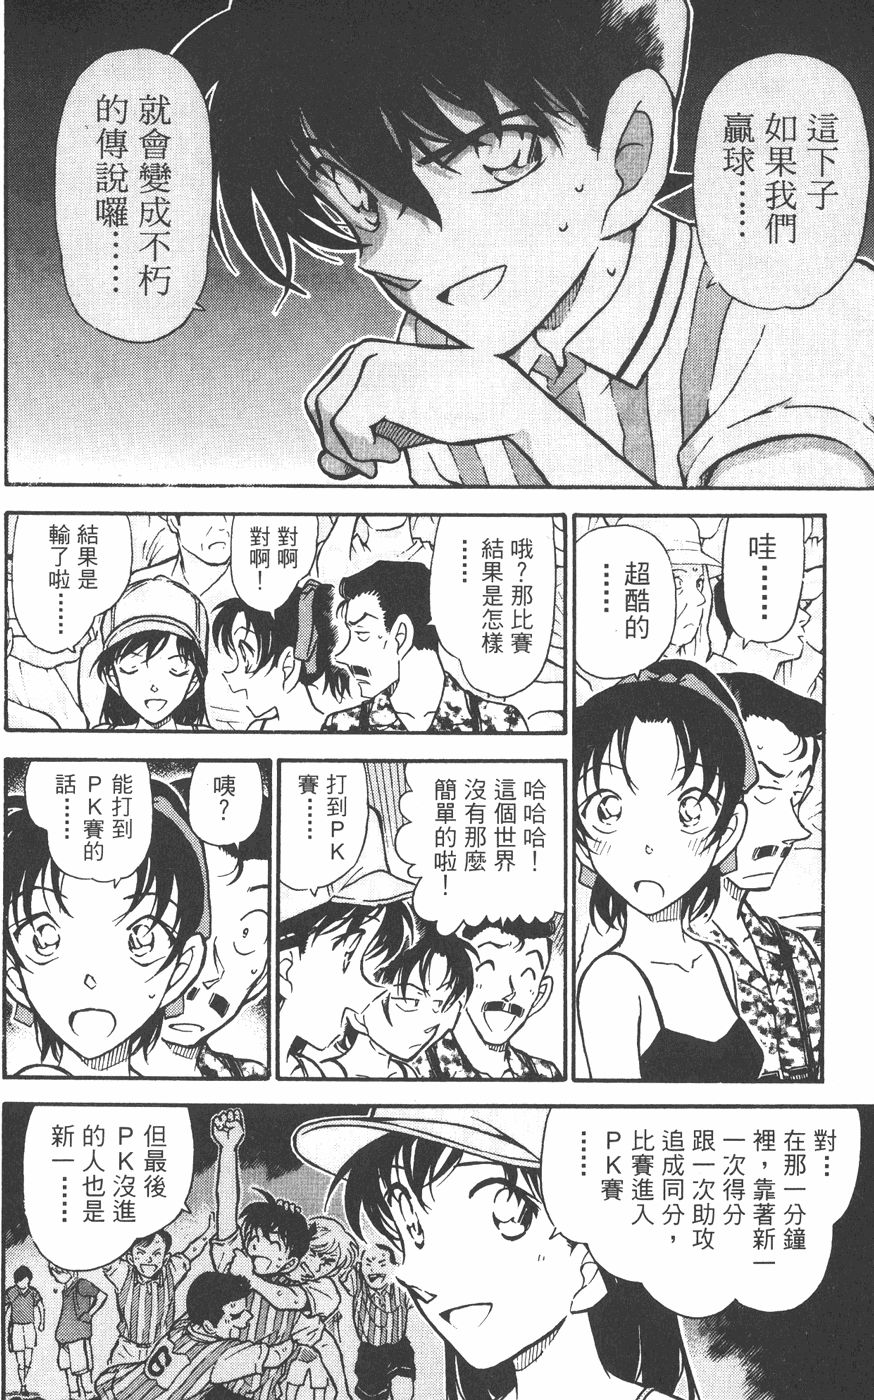 這下子
如果我們
贏球……
就會變成不朽
的傳說囉……
哇……
超酷的
……
哦？那比賽
結果是怎樣
……
對啊
對啊！
結果是
輸了啦……
哈哈哈！
這個世界
沒有那麼
簡單的啦！
打到PK
賽……
咦？
能打到
PK賽的
話……
對…
在那一分鐘
裡，靠著新一
一次得分
跟一次助攻
追成同分，
比賽進入
PK賽
……
但最後
PK沒進
的人也是
新一……